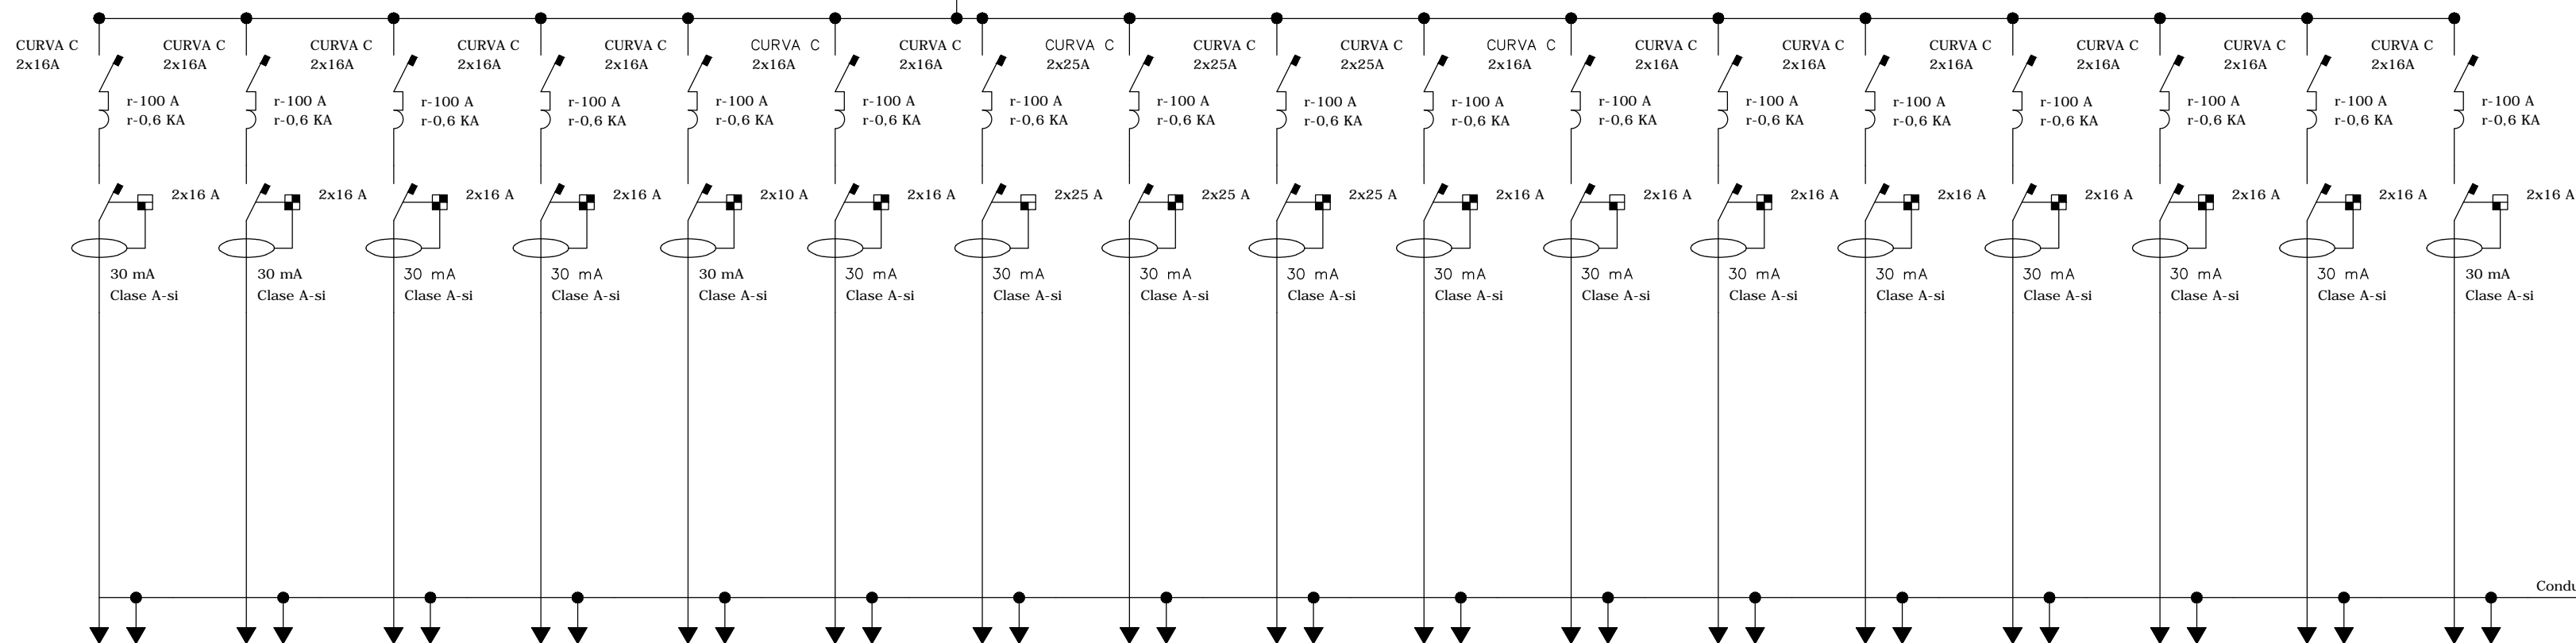 CURVA C CURVA C CURVA C CURVA C CURVA C CURVA C CURVA C CURVA C CURVA C CURVA C CURVA C CURVA C CURVA C CURVA C CURVA C CURVA C CURVA C
2x16A 2x16A 2x16A 2x16A 2x16A 2x16A 2x16A 2x25A 2x25A 2x25A 2x16A 2x16A 2x16A 2x16A 2x16A 2x16A 2x16A
r-100 A r-100 A r-100 A r-100 A r-100 A r-100 A r-100 A r-100 A r-100 A r-100 A r-100 A r-100 A r-100 A r-100 A r-100 A r-100 A r-100 A
r-0,6 KA r-0,6 KA r-0,6 KA r-0,6 KA r-0,6 KA r-0,6 KA r-0,6 KA r-0,6 KA r-0,6 KA r-0,6 KA r-0,6 KA r-0,6 KA r-0,6 KA r-0,6 KA r-0,6 KA r-0,6 KA r-0,6 KA
2x16 A 2x16 A 2x16 A 2x16 A 2x10 A 2x16 A 2x25 A 2x25 A 2x25 A 2x16 A 2x16 A 2x16 A 2x16 A 2x16 A 2x16 A 2x16 A 2x16 A
30 mA 30 mA 30 mA 30 mA 30 mA 30 mA 30 mA 30 mA 30 mA 30 mA 30 mA 30 mA 30 mA 30 mA 30 mA 30 mA 30 mA
Clase A-si Clase A-si Clase A-si Clase A-si Clase A-si Clase A-si Clase A-si Clase A-si Clase A-si Clase A-si Clase A-si Clase A-si Clase A-si Clase A-si Clase A-si Clase A-si Clase A-si
Condu